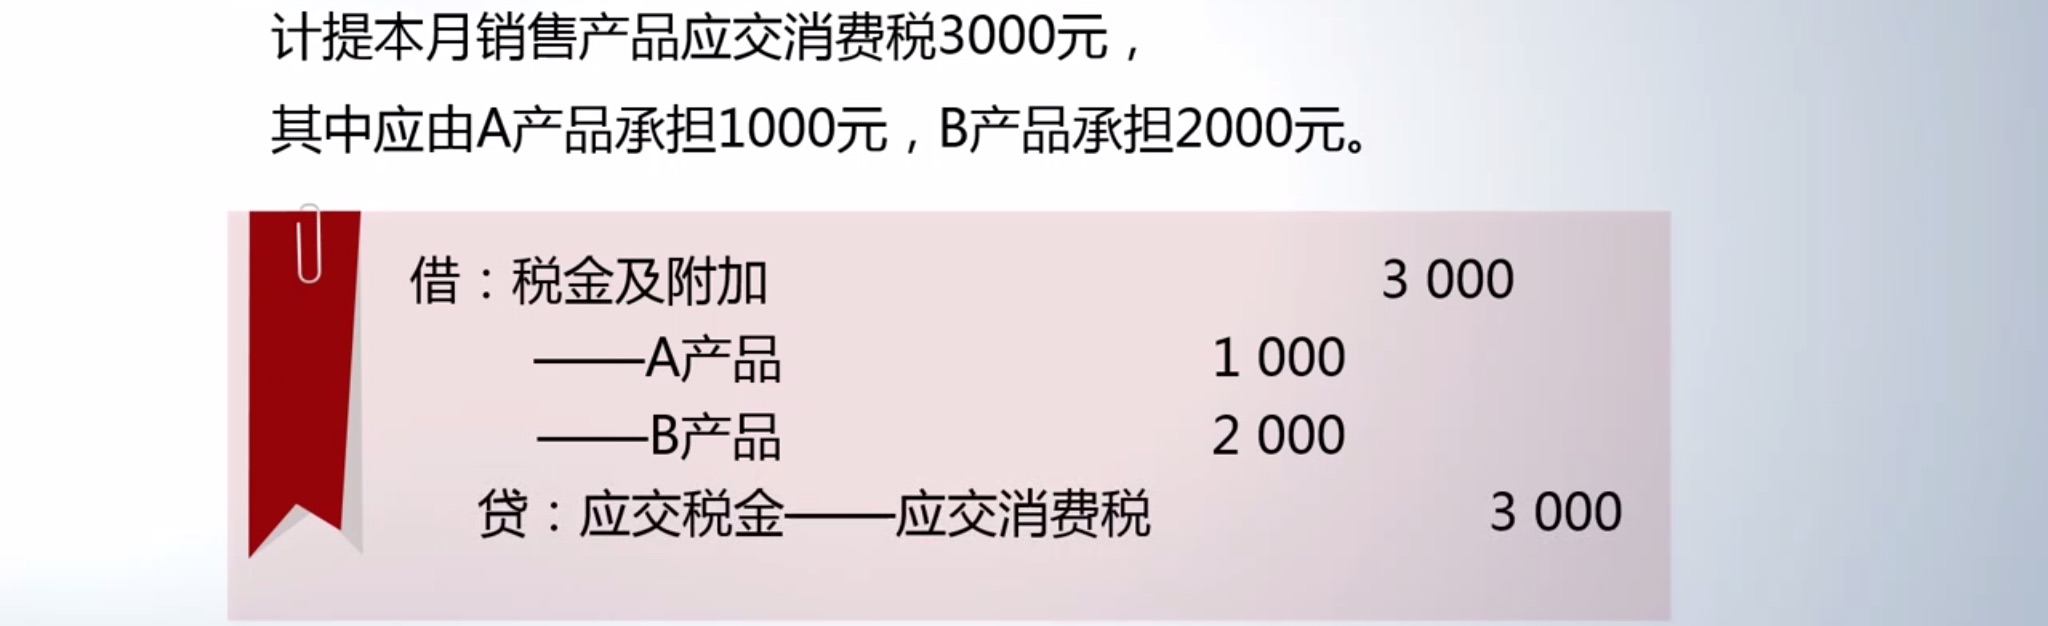 计提本月销售产品应交消费税3000元，
其中应由A产品承担1000元，B产品承担2000元。
借：税金及附加 3 000
——A产品 1 000
——B产品 2 000
贷：应交税金——应交消费税 3 000